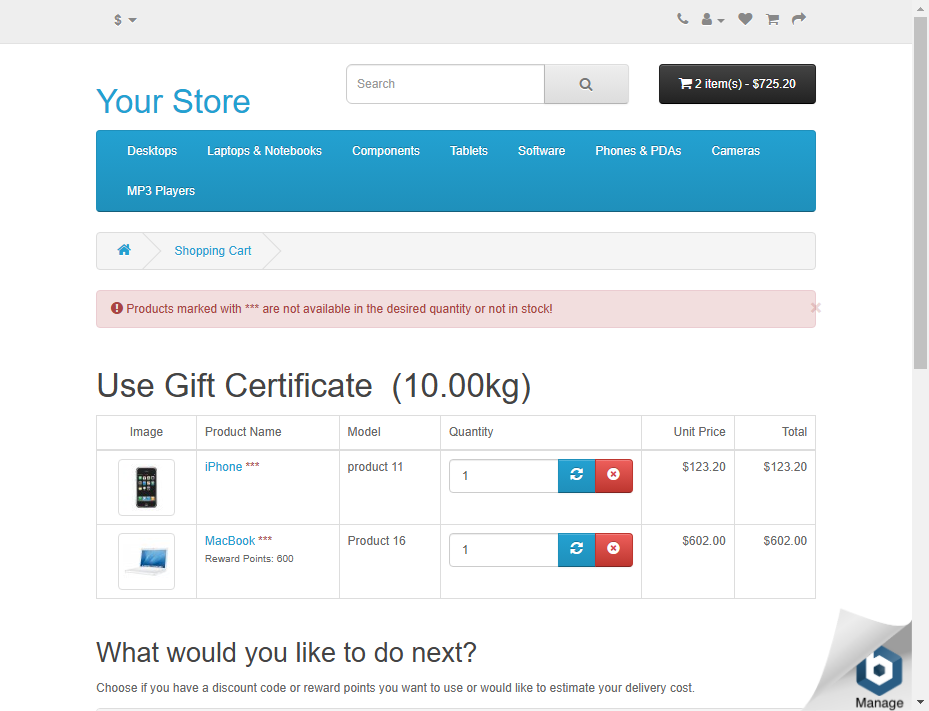 $
Your Store
Search
2 item(s) - $725.20
Desktops Laptops & Notebooks Components Tablets Software Phones & PDAs Cameras
MP3 Players
Shopping Cart
Products marked with *** are not available in the desired quantity or not in stock!
×
Use Gift Certificate (10.00kg)
Image Product Name Model Quantity Unit Price Total
iPhone *** product 11 1 $123.20 $123.20
MacBook *** Product 16 1 $602.00 $602.00
Reward Points: 600
What would you like to do next?
Choose if you have a discount code or reward points you want to use or would like to estimate your delivery cost.
Manage